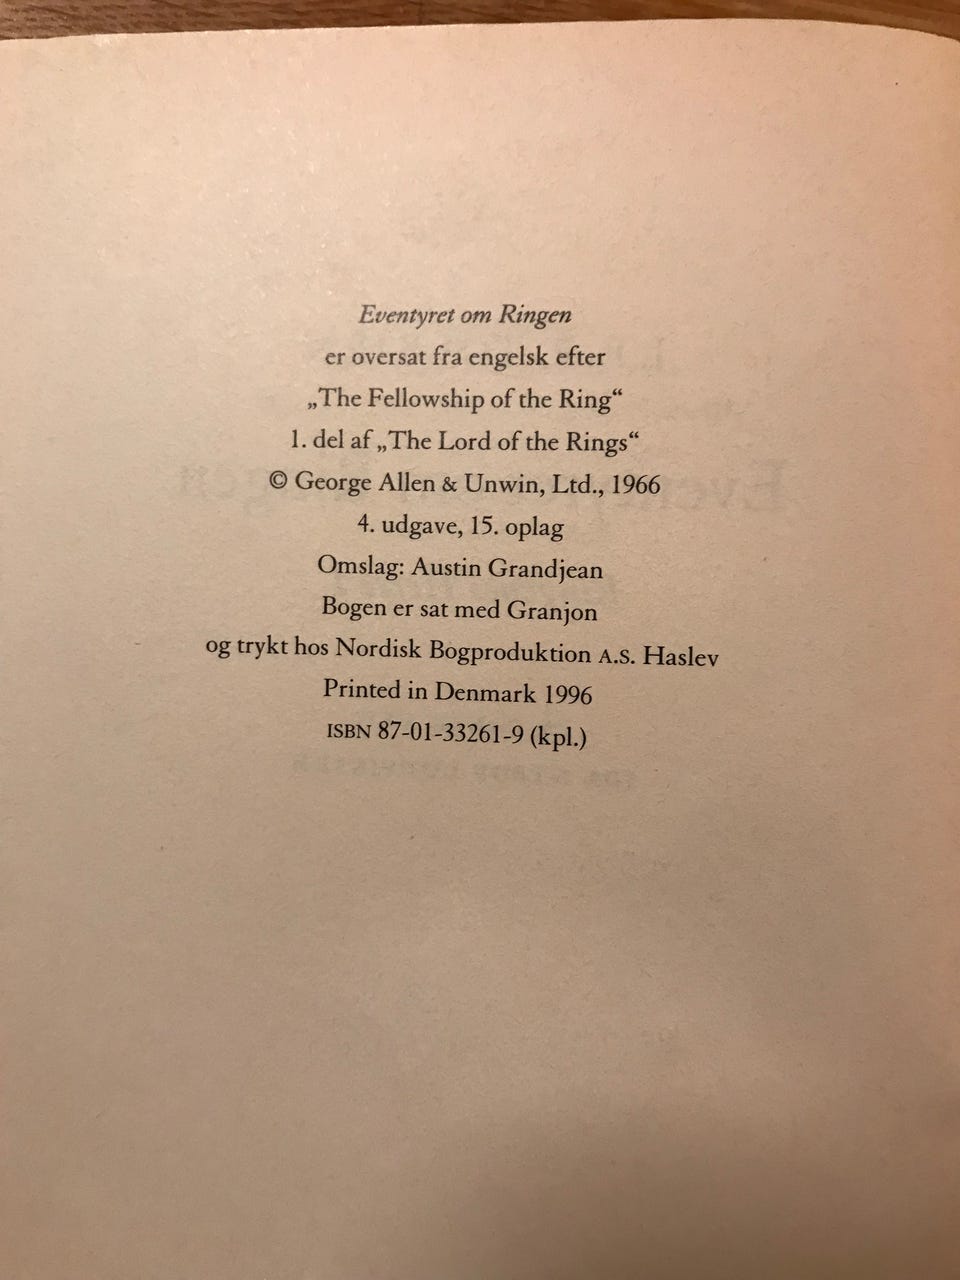 Eventyret om Ringen
er oversat fra engelsk efter
„The Fellowship of the Ring“
1. del af „The Lord of the Rings“
© George Allen & Unwin, Ltd., 1966
4. udgave, 15. oplag
Omslag: Austin Grandjean
Bogen er sat med Granjon
og trykt hos Nordisk Bogproduktion A.S. Haslev
Printed in Denmark 1996
ISBN 87-01-33261-9 (kpl.)